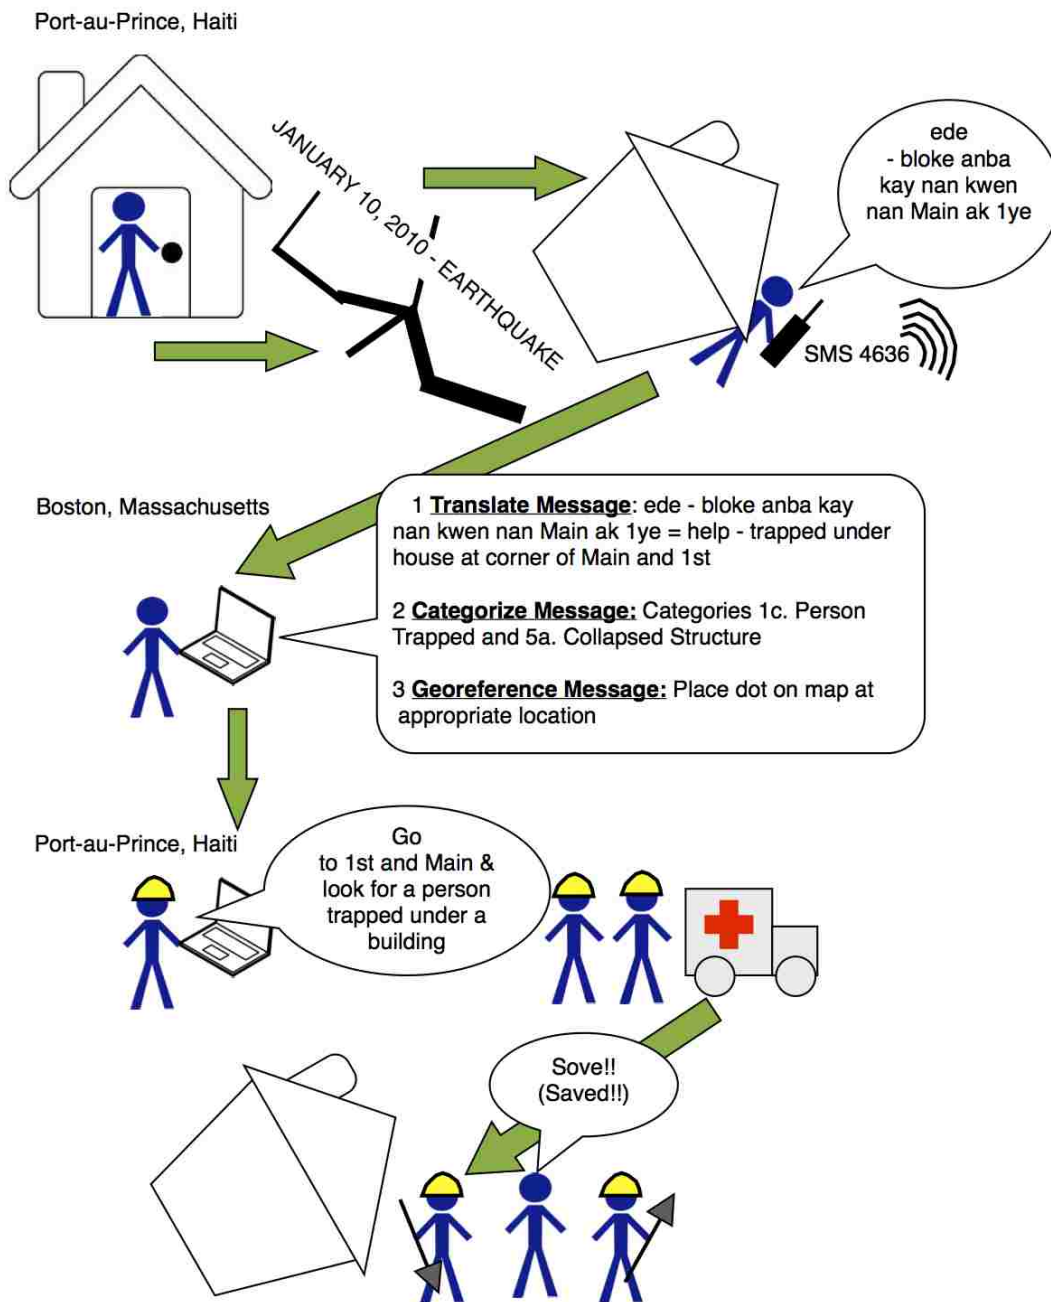 Port-au-Prince, Haiti
JANUARY 10, 2010 - EARTHQUAKE
ede
- bloke anba
kay nan kwen
nan Main ak 1ye
SMS 4636
Boston, Massachusetts
1 Translate Message: ede - bloke anba kay
nan kwen nan Main ak 1ye = help - trapped under
house at corner of Main and 1st
2 Categorize Message: Categories 1c. Person
Trapped and 5a. Collapsed Structure
3 Georeference Message: Place dot on map at
appropriate location
Port-au-Prince, Haiti
Go
to 1st and Main &
look for a person
trapped under a
building
Sove!!
(Saved!!)